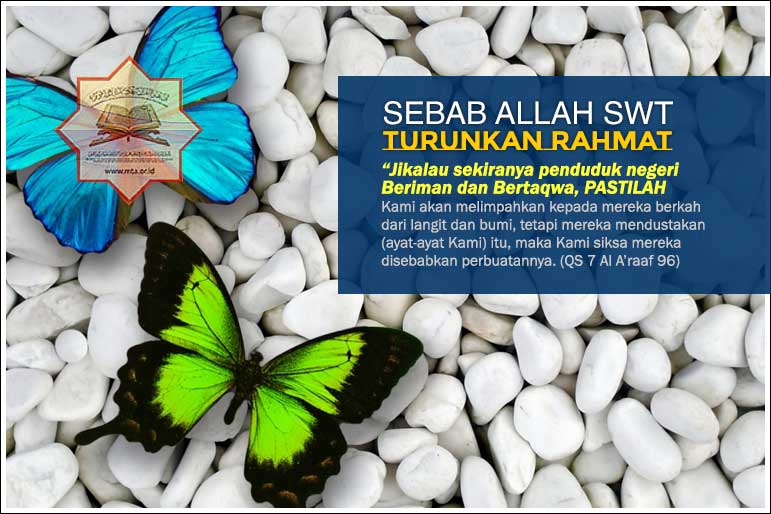 www.mta.or.id
SEBAB ALLAH SWT
TURUNKAN RAHMAT
“Jikalau sekiranya penduduk negeri
Beriman dan Bertaqwa, PASTILAH
Kami akan melimpahkan kepada mereka berkah
dari langit dan bumi, tetapi mereka mendustakan
(ayat-ayat Kami) itu, maka Kami siksa mereka
disebabkan perbuatannya. (QS 7 Al A'raaf 96)